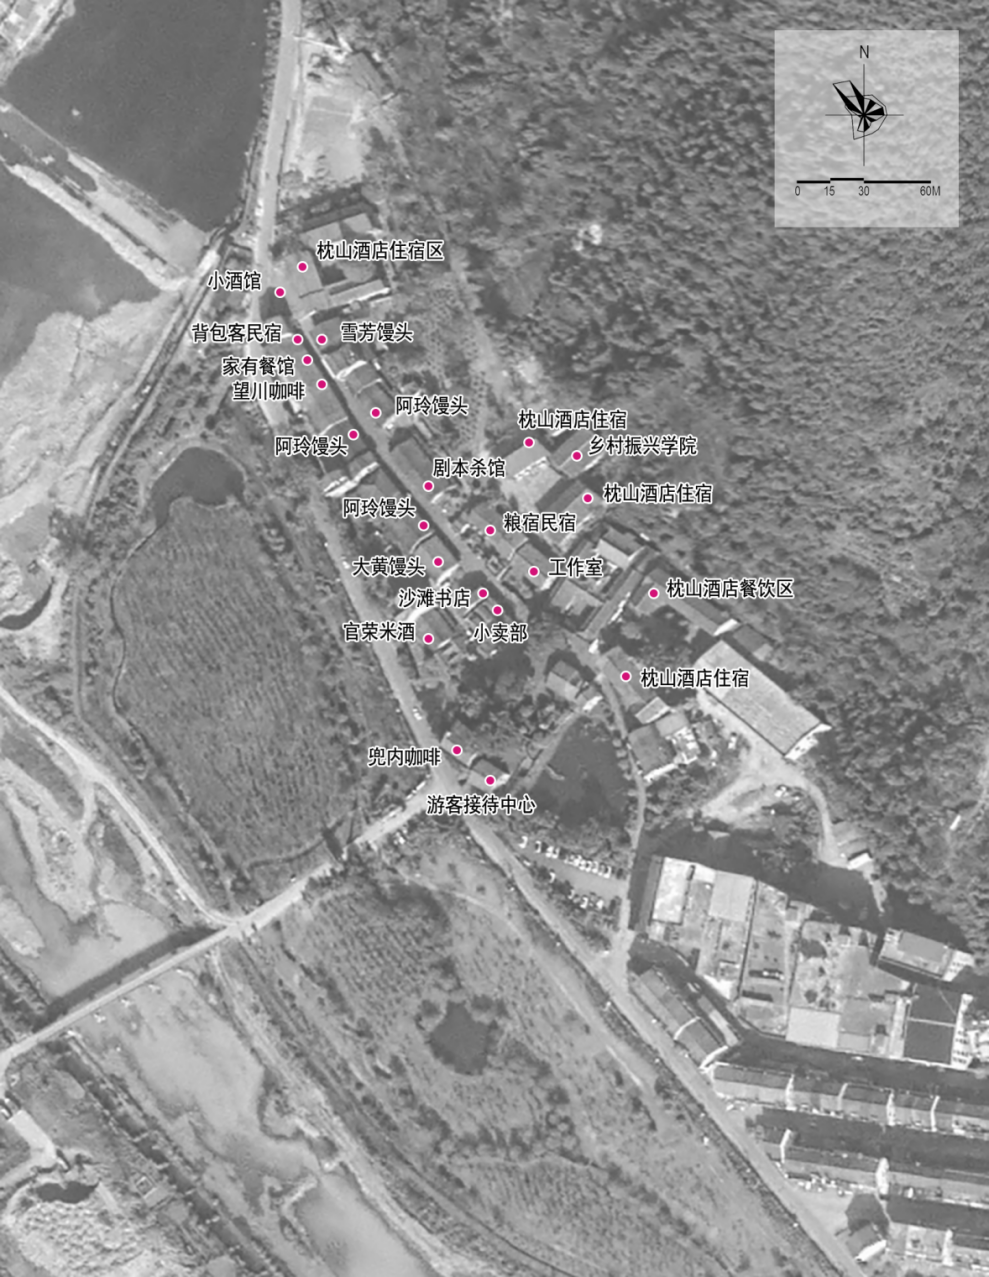 N
0 15 30 60M
枕山酒店住宿区
小酒馆
背包客民宿
雪芳馒头
家有餐馆
望川咖啡
阿玲馒头
枕山酒店住宿
阿玲馒头
乡村振兴学院
剧本杀馆
枕山酒店住宿
阿玲馒头
粮宿民宿
大黄馒头
工作室
沙滩书店
枕山酒店餐饮区
官荣米酒
小卖部
枕山酒店住宿
兜内咖啡
游客接待中心